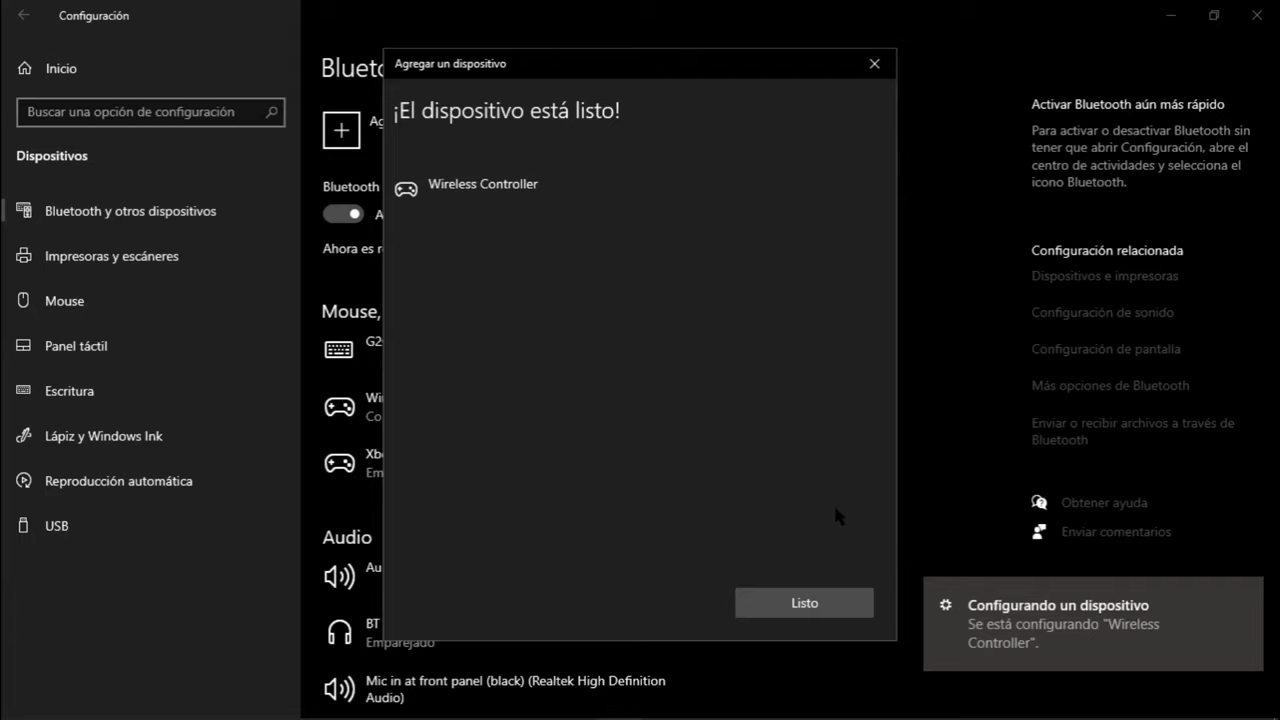 Configuración
Inicio
Buscar una opción de configuración
Dispositivos
Bluetooth y otros dispositivos
Impresoras y escáneres
Mouse
Panel táctil
Escritura
Lápiz y Windows Ink
Reproducción automática
USB
Agregar un dispositivo
¡El dispositivo está listo!
Wireless Controller
Listo
Bluetooth
Ahora es
Mouse,
Audio
BT
Emparejado
Mic in at front panel (black) (Realtek High Definition
Audio)
Activar Bluetooth aún más rápido
Para activar o desactivar Bluetooth sin
tener que abrir Configuración, abre el
centro de actividades y selecciona el
icono Bluetooth.
Configuración relacionada
Dispositivos e impresoras
Configuración de sonido
Configuración de pantalla
Más opciones de Bluetooth
Enviar o recibir archivos a través de
Bluetooth
Obtener ayuda
Enviar comentarios
Configurando un dispositivo
Se está configurando "Wireless
Controller".